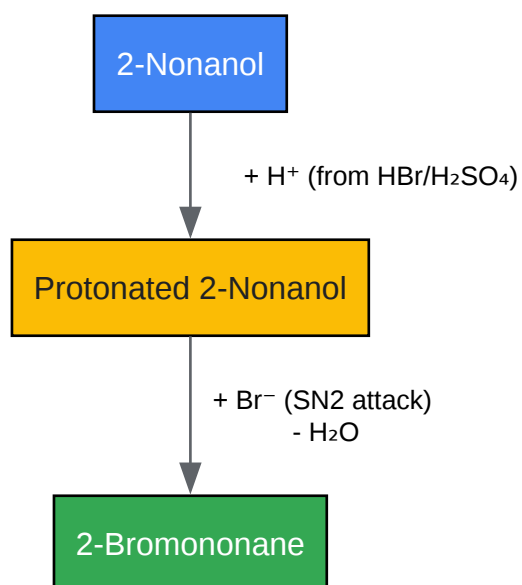 2-Nonanol
+ H⁺ (from HBr/H₂SO₄)
Protonated 2-Nonanol
+ Br⁻ (SN2 attack)
- H₂O
2-Bromononane